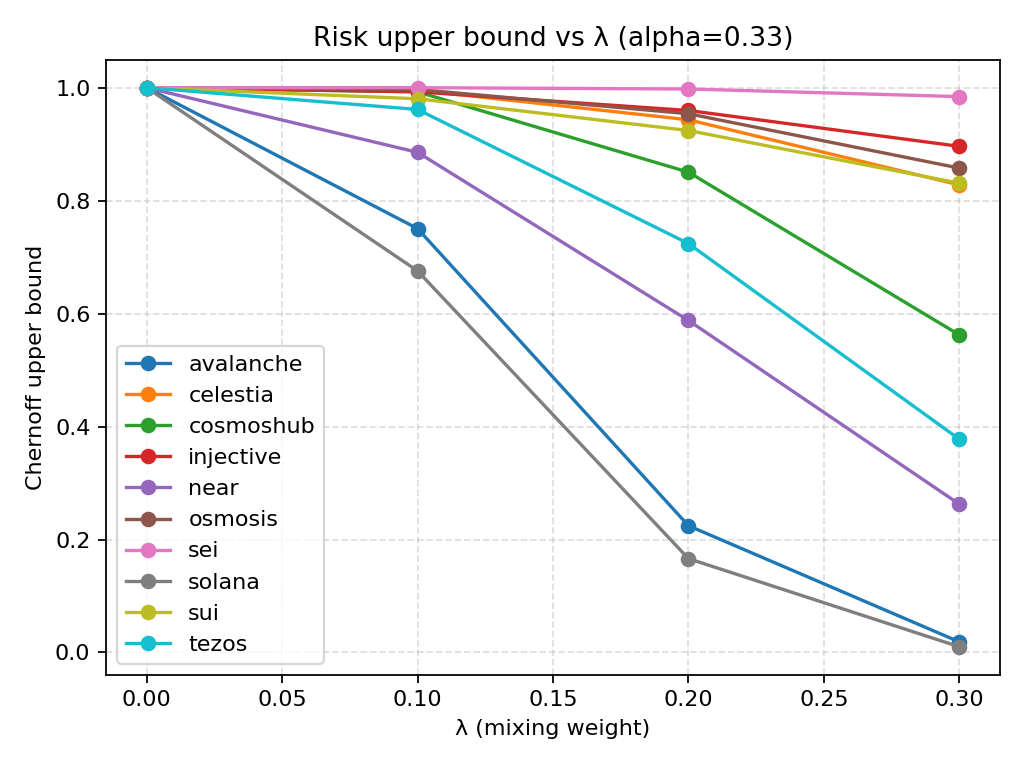 Risk upper bound vs λ (alpha=0.33)
Chernoff upper bound
1.0
0.8
0.6
0.4
0.2
0.0
avalanche
celestia
cosmoshub
injective
near
osmosis
sei
solana
sui
tezos
0.00 0.05 0.10 0.15 0.20 0.25 0.30
λ (mixing weight)